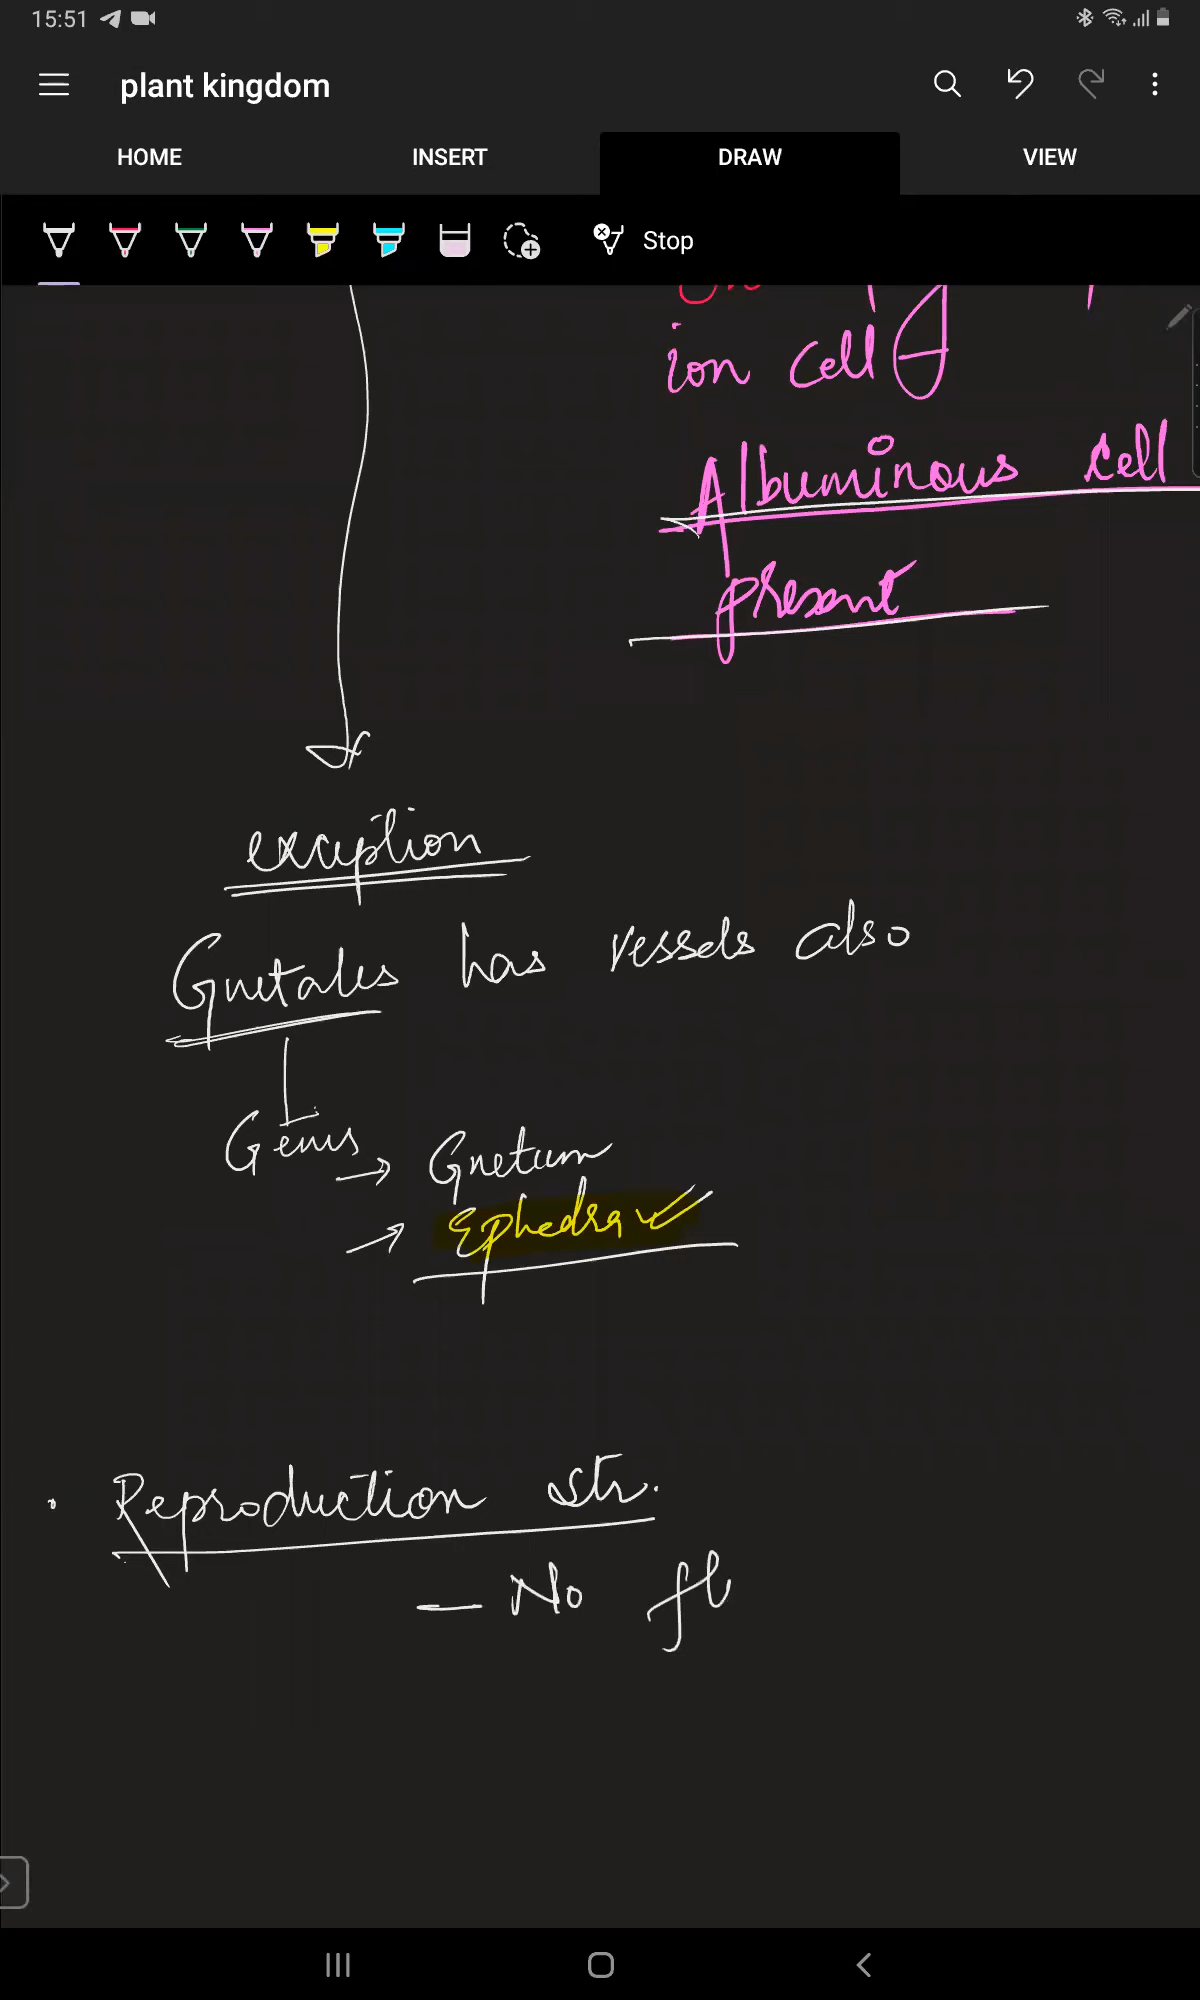 15:51
plant kingdom
HOME INSERT DRAW VIEW
Stop
ion cell
Albuminous cell
present
exception
Gnetales has vessels also
Genus → Gnetum
→ Ephedra ✓
• Reproduction str.
— No fl